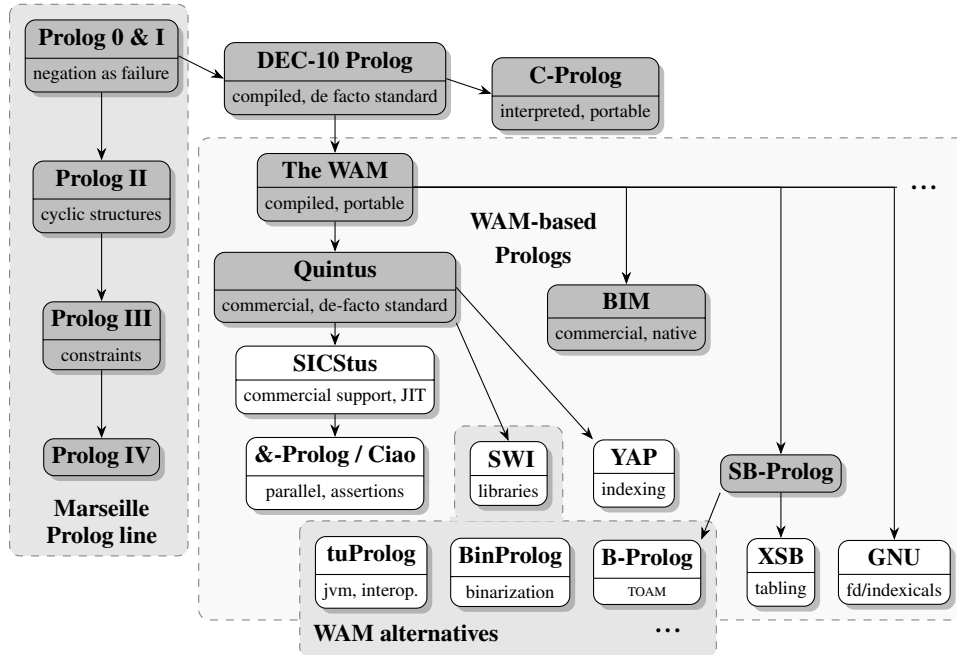 Prolog 0 & I
negation as failure
DEC-10 Prolog
compiled, de facto standard
C-Prolog
interpreted, portable
Prolog II
cyclic structures
The WAM
compiled, portable
...
WAM-based
Prologs
Quintus
commercial, de-facto standard
BIM
commercial, native
Prolog III
constraints
SICStus
commercial support, JIT
Prolog IV
&-Prolog / Ciao
parallel, assertions
SWI
libraries
YAP
indexing
SB-Prolog
Marseille
Prolog line
tuProlog
jvm, interop.
BinProlog
binarization
B-Prolog
TOAM
XSB
tabling
GNU
fd/indexicals
WAM alternatives
...